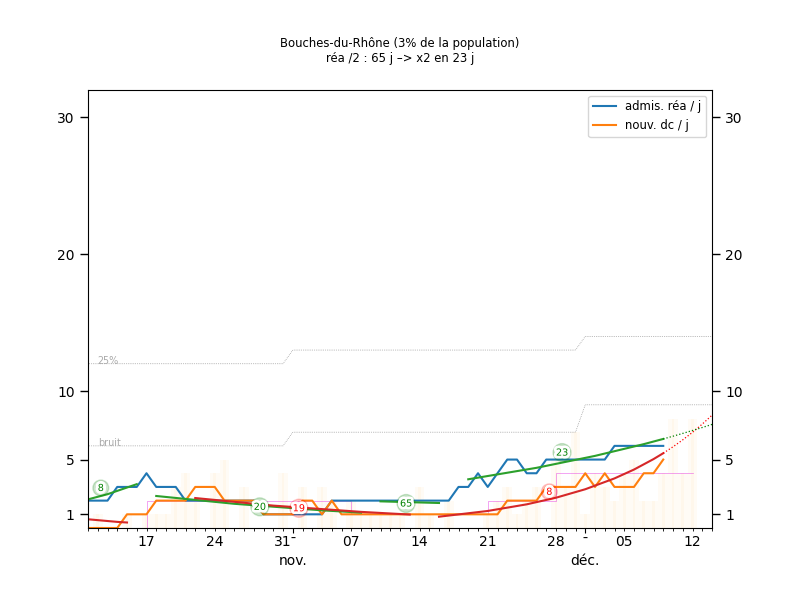 Bouches-du-Rhône (3% de la population)
réa /2 : 65 j –> x2 en 23 j
admis. réa / j
nouv. dc / j
30 30
20 20
25%
10 10
bruit
23
5 5
8 20 19 65 8
1 1
17 24 31 07 14 21 28 05 12
nov. déc.